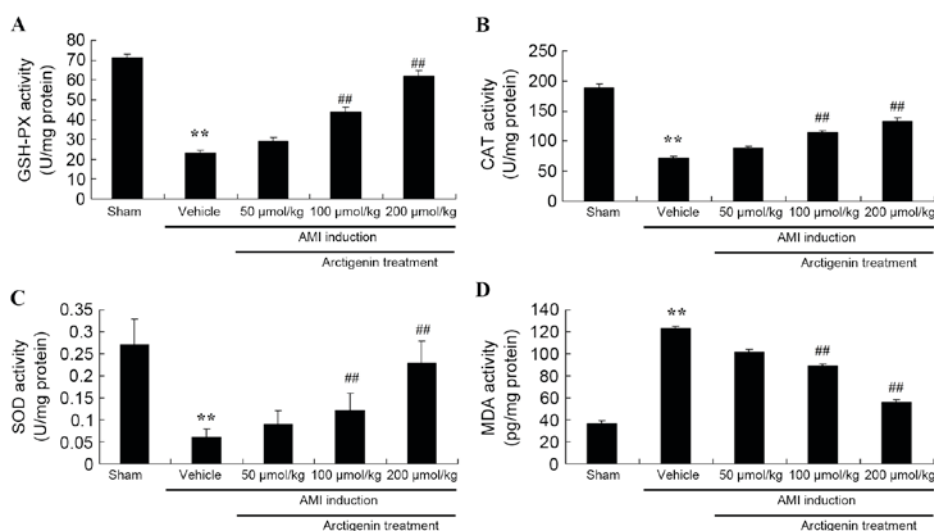 A
GSH-PX activity
(U/mg protein)
80
70
60
50
40
30
20
10
0
**
##
##
Sham
Vehicle
50 µmol/kg
100 µmol/kg
200 µmol/kg
AMI induction
Arctigenin treatment
B
CAT activity
(U/mg protein)
250
200
150
100
50
0
**
##
##
Sham
Vehicle
50 µmol/kg
100 µmol/kg
200 µmol/kg
AMI induction
Arctigenin treatment
C
SOD activity
(U/mg protein)
0.35
0.3
0.25
0.2
0.1
0.1
0.05
0
**
##
##
Sham
Vehicle
50 µmol/kg
100 µmol/kg
200 µmol/kg
AMI induction
Arctigenin treatment
D
MDA activity
(pg/mg protein)
140
120
100
80
60
40
20
0
**
##
##
Sham
Vehicle
50 µmol/kg
100 µmol/kg
200 µmol/kg
AMI induction
Arctigenin treatment